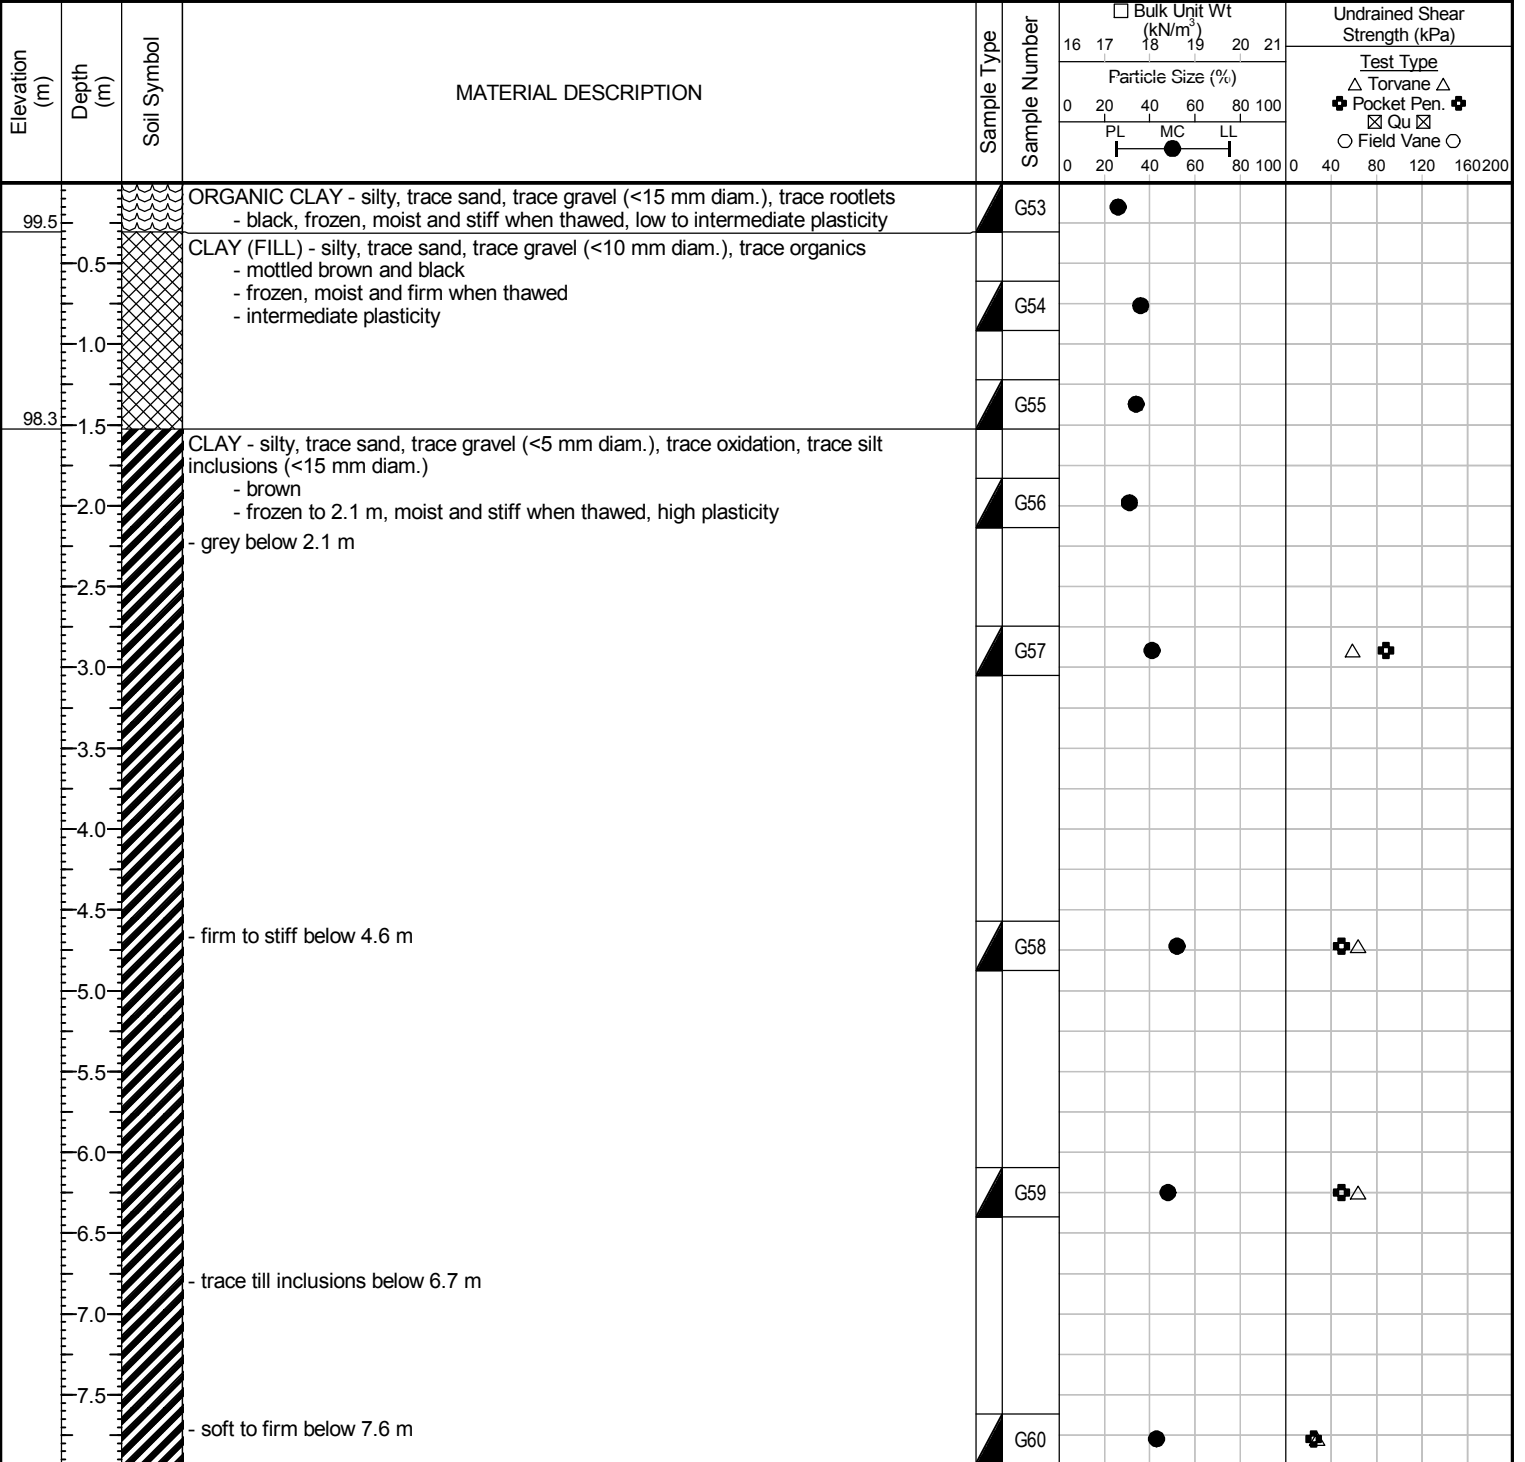 Elevation
(m)
Depth
(m)
Soil Symbol
MATERIAL DESCRIPTION
Sample Type
Sample Number
Bulk Unit Wt
(kN/m³)
16 17 18 19 20 21
Particle Size (%)
0 20 40 60 80 100
PL MC LL
0 20 40 60 80 100
Undrained Shear
Strength (kPa)
Test Type
Torvane
Pocket Pen.
Qu
Field Vane
0 40 80 120 160 200
ORGANIC CLAY - silty, trace sand, trace gravel (<15 mm diam.), trace rootlets
G53
99.5
- black, frozen, moist and stiff when thawed, low to intermediate plasticity
CLAY (FILL) - silty, trace sand, trace gravel (<10 mm diam.), trace organics
-0.5
- mottled brown and black
- frozen, moist and firm when thawed
G54
- intermediate plasticity
-1.0
G55
98.3
-1.5
CLAY - silty, trace sand, trace gravel (<5 mm diam.), trace oxidation, trace silt
inclusions (<15 mm diam.)
- brown
G56
-2.0
- frozen to 2.1 m, moist and stiff when thawed, high plasticity
- grey below 2.1 m
-2.5
G57
-3.0
-3.5
-4.0
-4.5
- firm to stiff below 4.6 m
G58
-5.0
-5.5
-6.0
G59
-6.5
- trace till inclusions below 6.7 m
-7.0
-7.5
- soft to firm below 7.6 m
G60